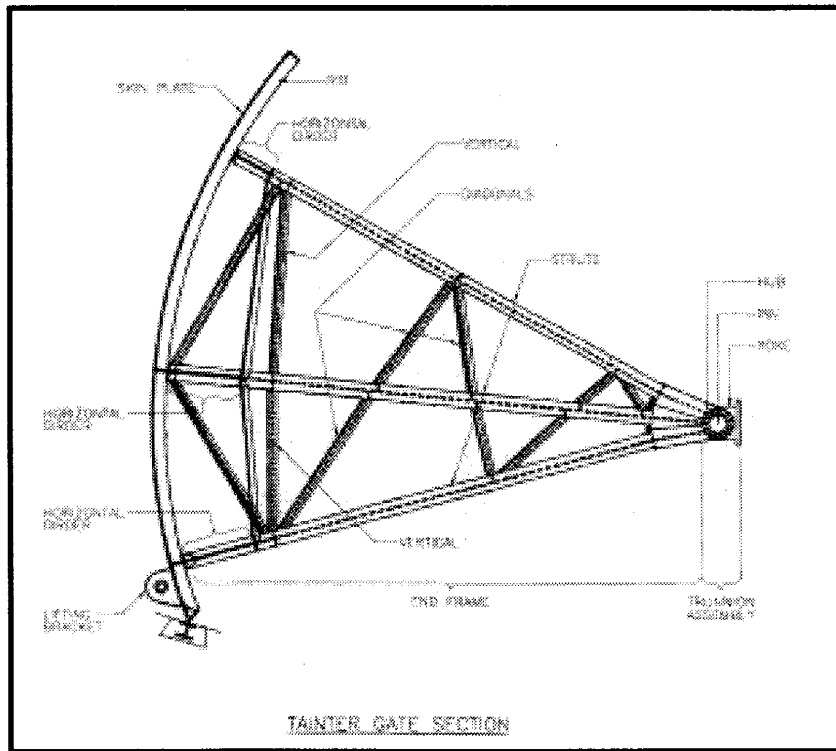 SKIN PLATE
RIB
HORIZONTAL
GIRDER
VERTICAL
DIAGONALS
STRUTS
HUB
PIN
YOKE
HORIZONTAL
GIRDER
HORIZONTAL
GIRDER
VERTICAL
LIFTING
BRACKET
END FRAME
TRUNNION
ASSEMBLY
TAINTER GATE SECTION